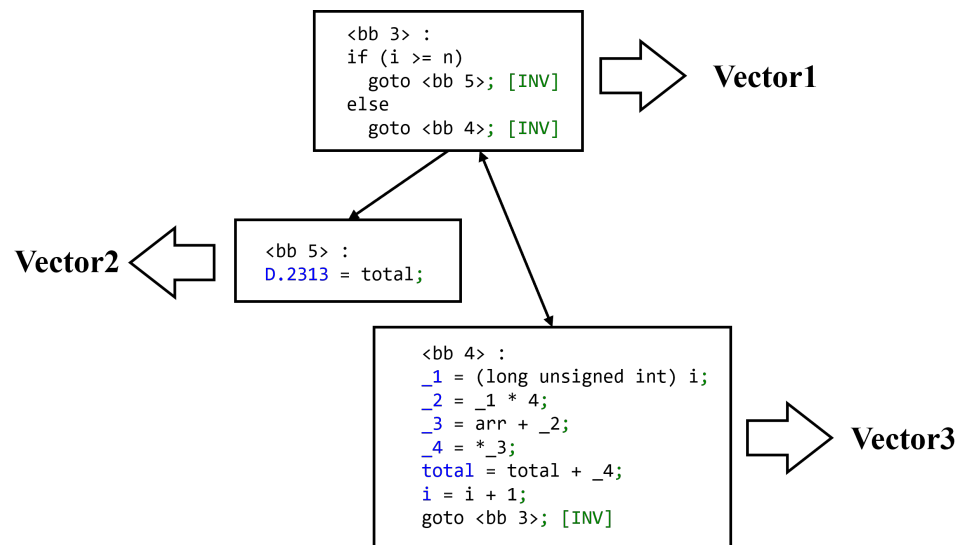 <bb 3> :
if (i >= n)
goto <bb 5>; [INV]
else
goto <bb 4>; [INV]
Vector1
Vector2
<bb 5> :
D.2313 = total;
<bb 4> :
_1 = (long unsigned int) i;
_2 = _1 * 4;
_3 = arr + _2;
_4 = *_3;
total = total + _4;
i = i + 1;
goto <bb 3>; [INV]
Vector3